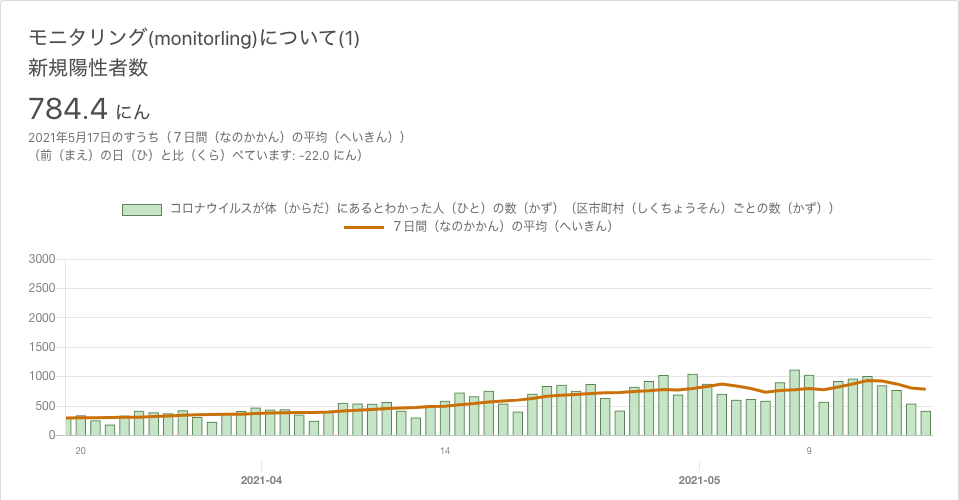 モニタリング(monitorling)について(1)
新規陽性者数
784.4 にん
2021年5月17日のすうち（７日間（なのかかん）の平均（へいきん））
（前（まえ）の日（ひ）と比（くら）べています: -22.0 にん）
コロナウイルスが体（からだ）にあるとわかった人（ひと）の数（かず）（区市町村（しくちょうそん）ごとの数（かず））
７日間（なのかかん）の平均（へいきん）
3000
2500
2000
1500
1000
500
0
20 14 9
2021-04 2021-05